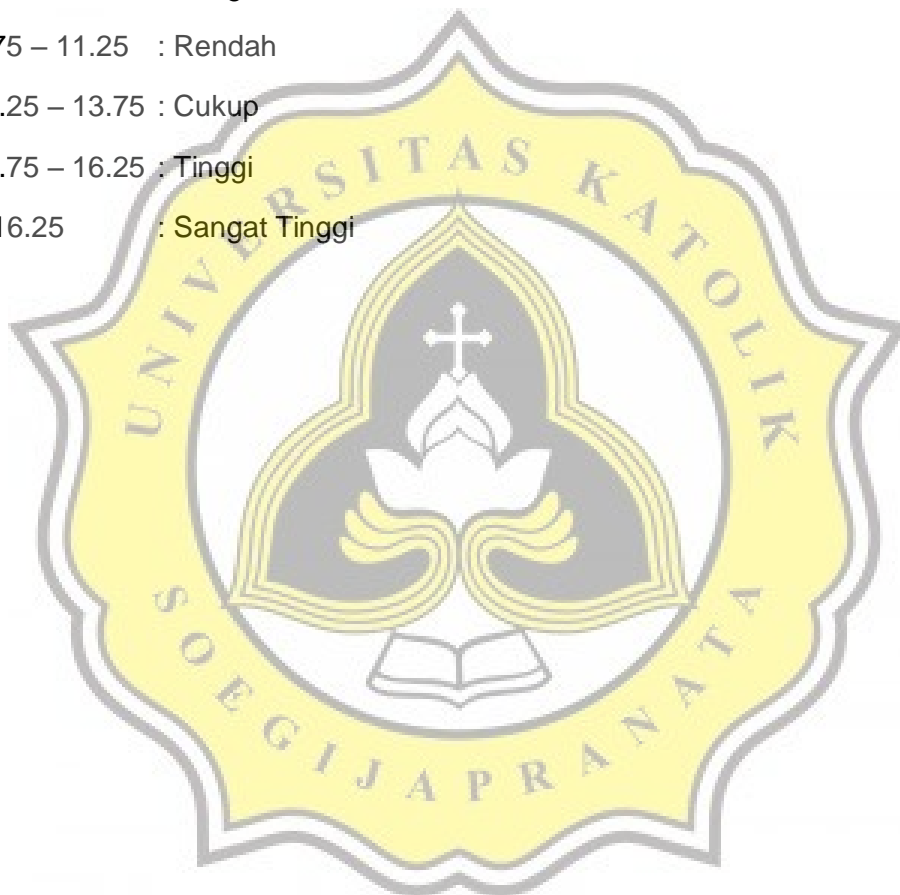 75 – 11.25 : Rendah
.25 – 13.75 : Cukup
.75 – 16.25 : Tinggi
16.25 : Sangat Tinggi
UNIVERSITAS KATOLIK
SOEGIJAPRANATA